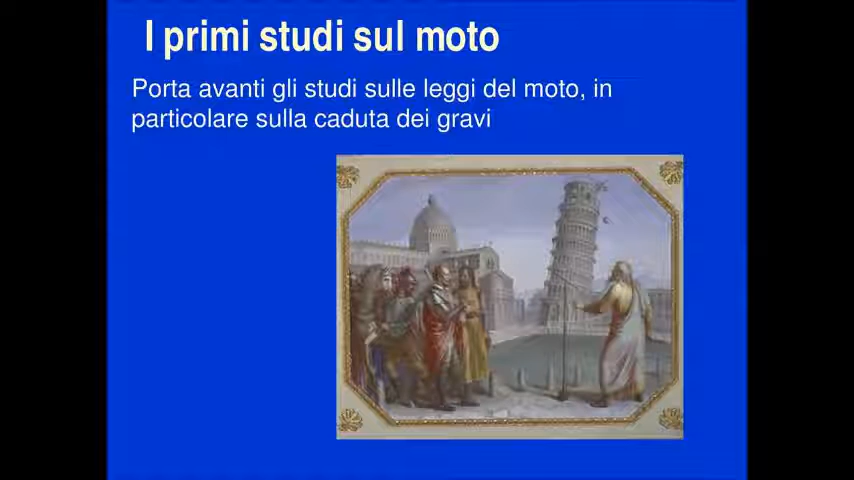 I primi studi sul moto
Porta avanti gli studi sulle leggi del moto, in
particolare sulla caduta dei gravi